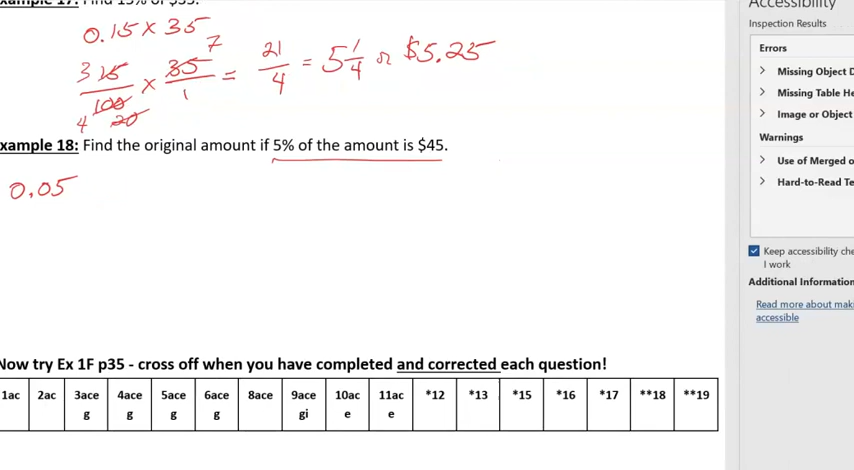 0.15 × 35
3 15/100 4 20 × 35 7/1 = 21/4 = 5 1/4 or $5.25
xample 18: Find the original amount if 5% of the amount is $45.
0.05
Now try Ex 1F p35 - cross off when you have completed and corrected each question!
1ac 2ac 3ace g 4ace g 5ace g 6ace g 8ace 9ace gi 10ac e 11ac e *12 *13 *15 *16 *17 **18 **19
Accessibility
Inspection Results
Errors
Missing Object D
Missing Table He
Image or Object
Warnings
Use of Merged o
Hard-to-Read Te
Keep accessibility che
I work
Additional Information
Read more about maki
accessible